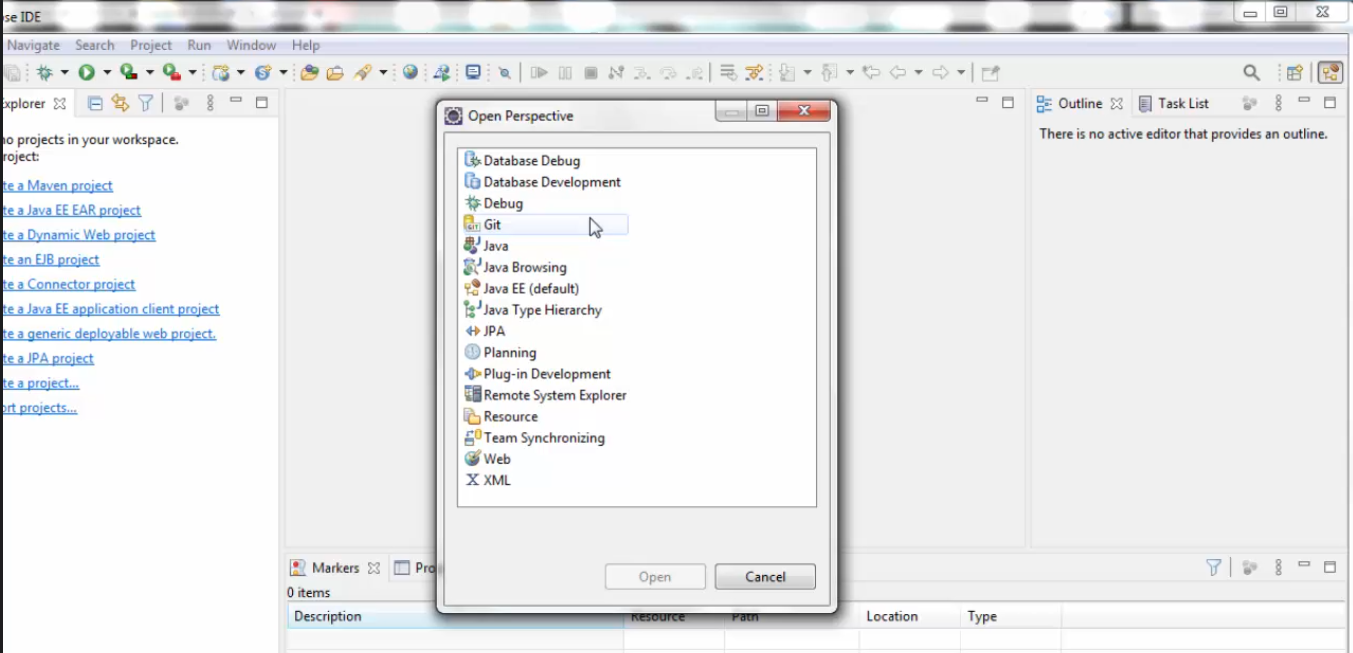 se IDE
Navigate Search Project Run Window Help
Explorer
Outline Task List
no projects in your workspace.
roject:
te a Maven project
te a Java EE EAR project
te a Dynamic Web project
te an EJB project
te a Connector project
te a Java EE application client project
te a generic deployable web project.
te a JPA project
te a project...
ort projects...
Open Perspective
Database Debug
Database Development
Debug
Git
Java
Java Browsing
Java EE (default)
Java Type Hierarchy
JPA
Planning
Plug-in Development
Remote System Explorer
Resource
Team Synchronizing
Web
XML
Open Cancel
There is no active editor that provides an outline.
Markers Pro
0 items
Description Resource Path Location Type